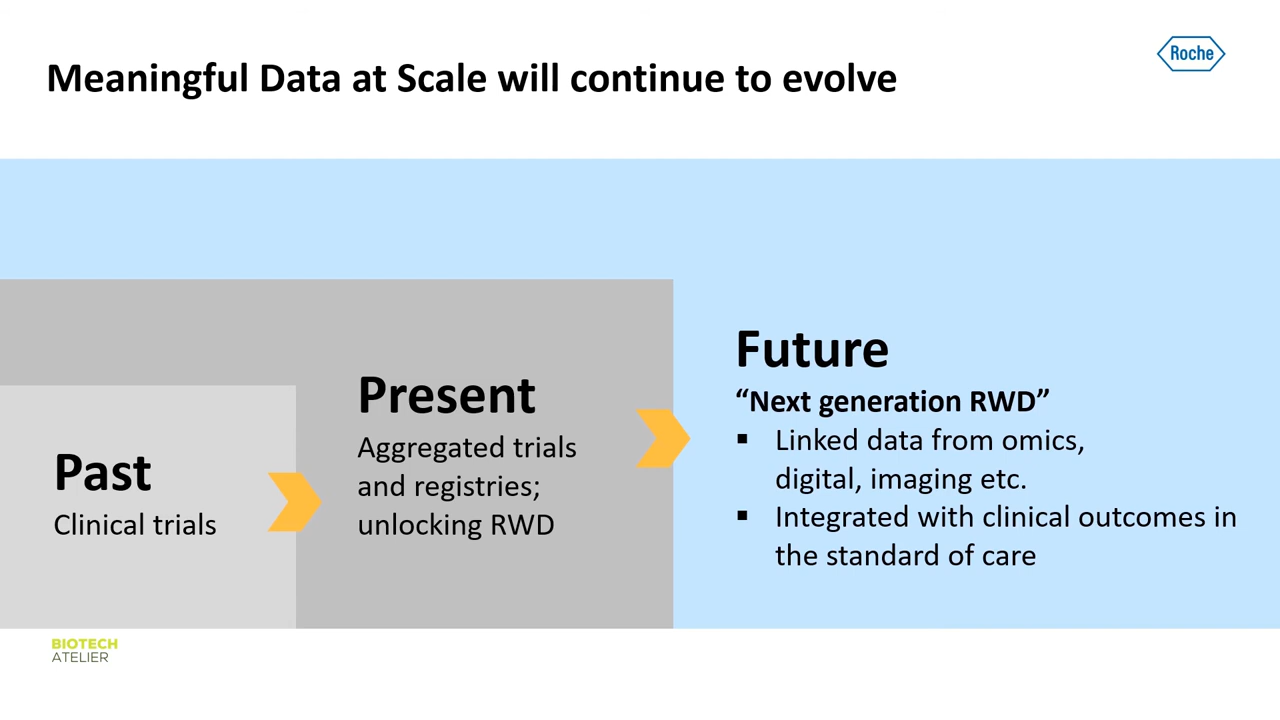 Meaningful Data at Scale will continue to evolve
Roche
Past
Clinical trials
Present
Aggregated trials
and registries;
unlocking RWD
Future
“Next generation RWD”
▪ Linked data from omics,
digital, imaging etc.
▪ Integrated with clinical outcomes in
the standard of care
BIOTECH
ATELIER